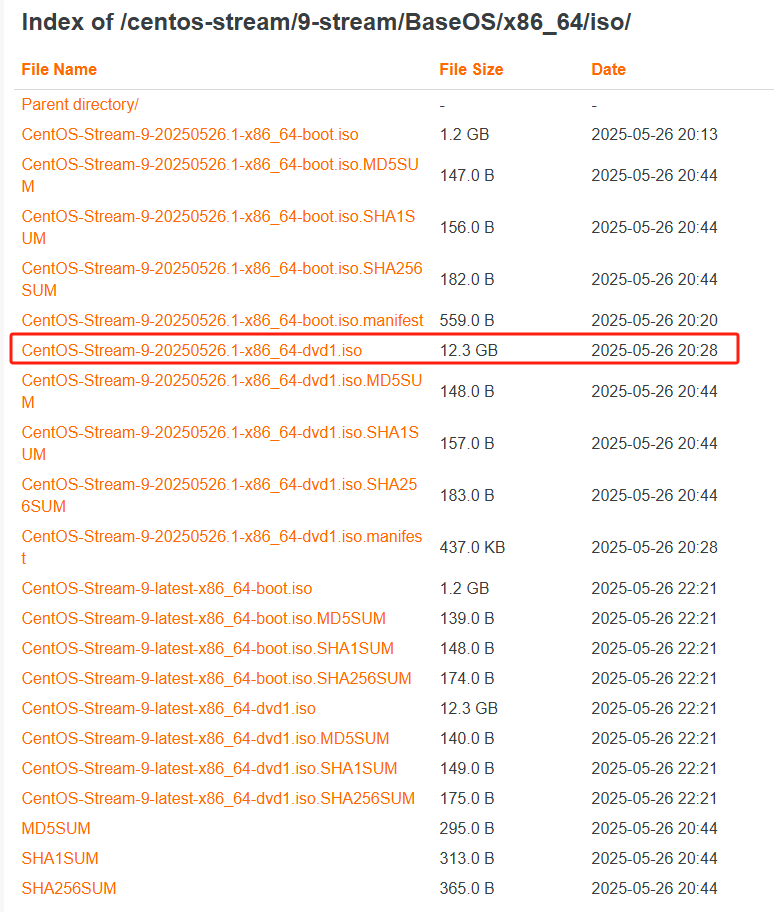 Index of /centos-stream/9-stream/BaseOS/x86_64/iso/
File Name File Size Date
Parent directory/ - -
CentOS-Stream-9-20250526.1-x86_64-boot.iso 1.2 GB 2025-05-26 20:13
CentOS-Stream-9-20250526.1-x86_64-boot.iso.MD5SU
M 147.0 B 2025-05-26 20:44
CentOS-Stream-9-20250526.1-x86_64-boot.iso.SHA1S
UM 156.0 B 2025-05-26 20:44
CentOS-Stream-9-20250526.1-x86_64-boot.iso.SHA256
SUM 182.0 B 2025-05-26 20:44
CentOS-Stream-9-20250526.1-x86_64-boot.iso.manifest 559.0 B 2025-05-26 20:20
CentOS-Stream-9-20250526.1-x86_64-dvd1.iso 12.3 GB 2025-05-26 20:28
CentOS-Stream-9-20250526.1-x86_64-dvd1.iso.MD5SU
M 148.0 B 2025-05-26 20:44
CentOS-Stream-9-20250526.1-x86_64-dvd1.iso.SHA1S
UM 157.0 B 2025-05-26 20:44
CentOS-Stream-9-20250526.1-x86_64-dvd1.iso.SHA25
6SUM 183.0 B 2025-05-26 20:44
CentOS-Stream-9-20250526.1-x86_64-dvd1.iso.manifes
t 437.0 KB 2025-05-26 20:28
CentOS-Stream-9-latest-x86_64-boot.iso 1.2 GB 2025-05-26 22:21
CentOS-Stream-9-latest-x86_64-boot.iso.MD5SUM 139.0 B 2025-05-26 22:21
CentOS-Stream-9-latest-x86_64-boot.iso.SHA1SUM 148.0 B 2025-05-26 22:21
CentOS-Stream-9-latest-x86_64-boot.iso.SHA256SUM 174.0 B 2025-05-26 22:21
CentOS-Stream-9-latest-x86_64-dvd1.iso 12.3 GB 2025-05-26 22:21
CentOS-Stream-9-latest-x86_64-dvd1.iso.MD5SUM 140.0 B 2025-05-26 22:21
CentOS-Stream-9-latest-x86_64-dvd1.iso.SHA1SUM 149.0 B 2025-05-26 22:21
CentOS-Stream-9-latest-x86_64-dvd1.iso.SHA256SUM 175.0 B 2025-05-26 22:21
MD5SUM 295.0 B 2025-05-26 20:44
SHA1SUM 313.0 B 2025-05-26 20:44
SHA256SUM 365.0 B 2025-05-26 20:44